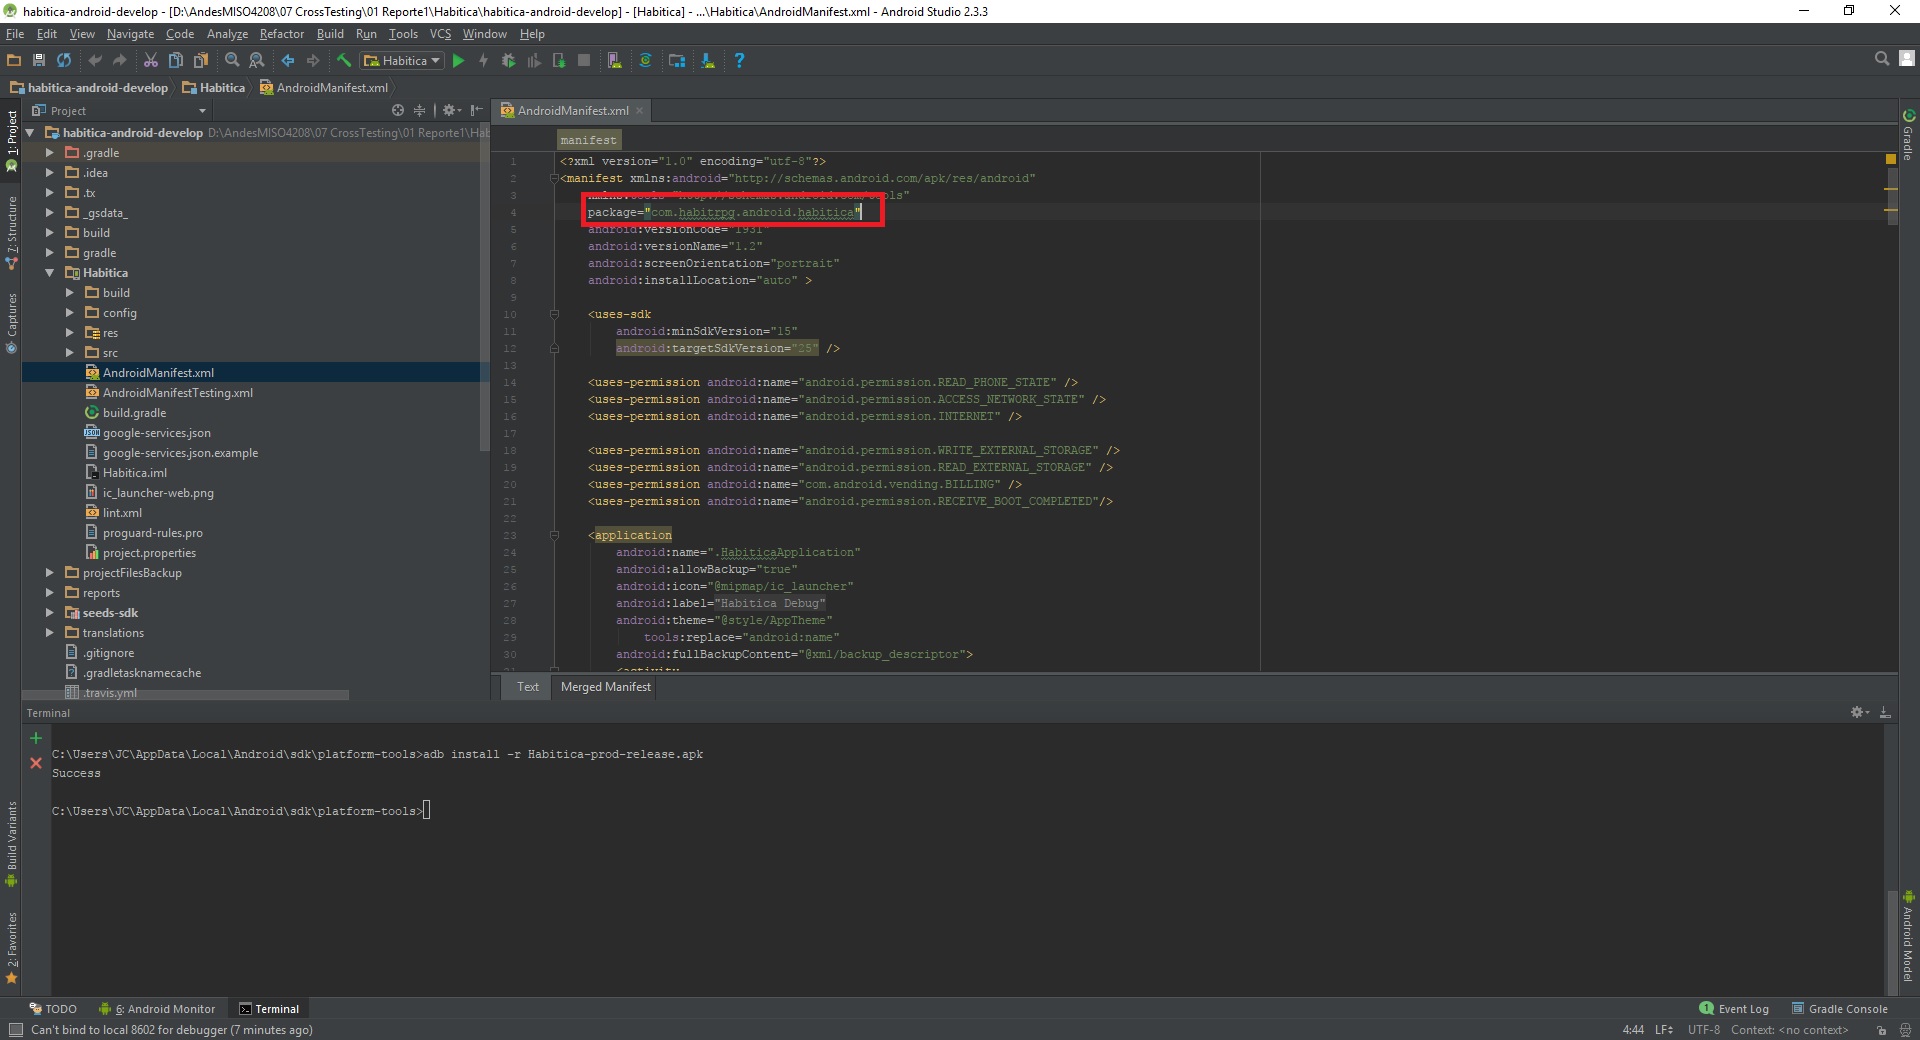 habitica-android-develop - [D:\AndesMISO4208\07 CrossTesting\01 Reporte1\Habitica\habitica-android-develop] - [Habitica] - ...\Habitica\AndroidManifest.xml - Android Studio 2.3.3
File Edit View Navigate Code Analyze Refactor Build Run Tools VCS Window Help
Habitica
habitica-android-develop Habitica AndroidManifest.xml
Project
AndroidManifest.xml
1: Project
7: Structure
Captures
Build Variants
2: Favorites
habitica-android-develop D:\AndesMISO4208\07 CrossTesting\01 Reporte1\Hab
.gradle
.idea
.tx
_gsdata_
build
gradle
Habitica
build
config
res
src
AndroidManifest.xml
AndroidManifestTesting.xml
build.gradle
google-services.json
google-services.json.example
Habitica.iml
ic_launcher-web.png
lint.xml
proguard-rules.pro
project.properties
projectFilesBackup
reports
seeds-sdk
translations
.gitignore
.gradletasknamecache
.travis.yml
manifest
1 <?xml version="1.0" encoding="utf-8"?>
2 <manifest xmlns:android="http://schemas.android.com/apk/res/android"
3 xmlns:tools="http://schemas.android.com/tools"
4 package="com.habitrpg.android.habitica"
5 android:versionCode="1931"
6 android:versionName="1.2"
7 android:screenOrientation="portrait"
8 android:installLocation="auto" >
9
10 <uses-sdk
11 android:minSdkVersion="15"
12 android:targetSdkVersion="25" />
13
14 <uses-permission android:name="android.permission.READ_PHONE_STATE" />
15 <uses-permission android:name="android.permission.ACCESS_NETWORK_STATE" />
16 <uses-permission android:name="android.permission.INTERNET" />
17
18 <uses-permission android:name="android.permission.WRITE_EXTERNAL_STORAGE" />
19 <uses-permission android:name="android.permission.READ_EXTERNAL_STORAGE" />
20 <uses-permission android:name="com.android.vending.BILLING" />
21 <uses-permission android:name="android.permission.RECEIVE_BOOT_COMPLETED"/>
22
23 <application
24 android:name=".HabiticaApplication"
25 android:allowBackup="true"
26 android:icon="@mipmap/ic_launcher"
27 android:label="Habitica Debug"
28 android:theme="@style/AppTheme"
29 tools:replace="android:name"
30 android:fullBackupContent="@xml/backup_descriptor">
31 <activity
Text Merged Manifest
Gradle
Android Model
Terminal
C:\Users\JC\AppData\Local\Android\sdk\platform-tools>adb install -r Habitica-prod-release.apk
Success
C:\Users\JC\AppData\Local\Android\sdk\platform-tools>
TODO 6: Android Monitor Terminal 1 Event Log Gradle Console
Can't bind to local 8602 for debugger (7 minutes ago) 4:44 LF UTF-8 Context: <no context>